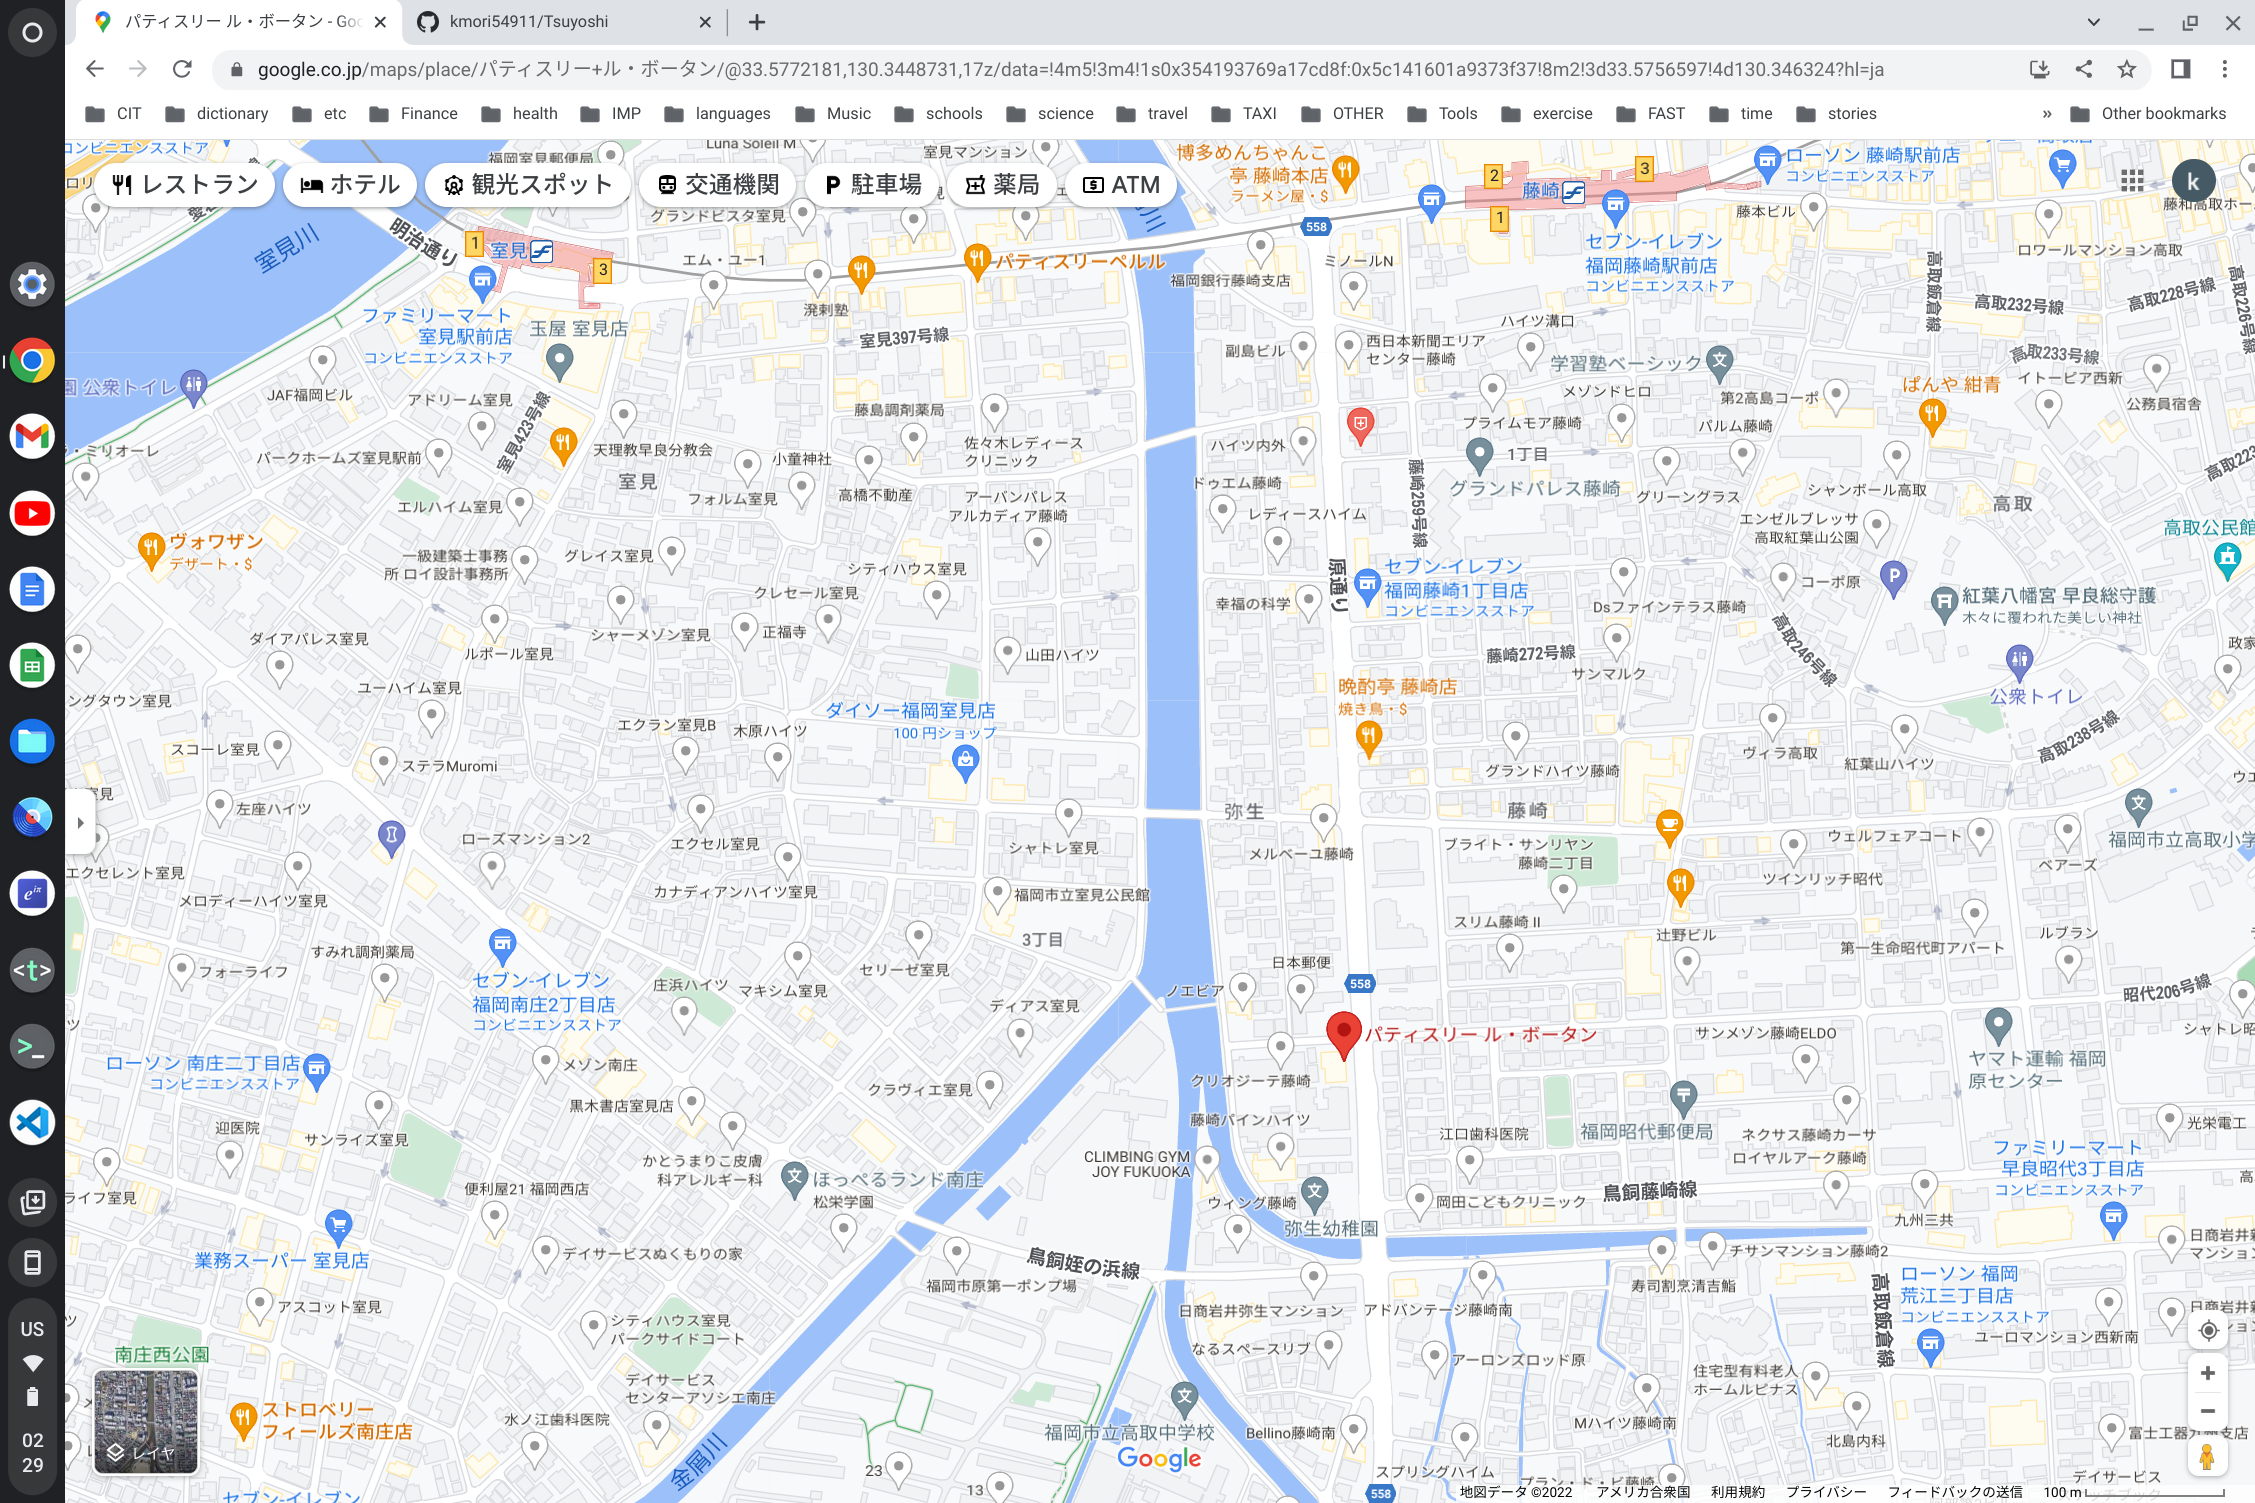 パティスリー ル・ボータン - Goo
kmori54911/Tsuyoshi
google.co.jp/maps/place/パティスリー+ル・ボータン/@33.5772181,130.3448731,17z/data=!4m5!3m4!1s0x354193769a17cd8f:0x5c141601a9373f37!8m2!3d33.5756597!4d130.346324?hl=ja
CIT dictionary etc Finance health IMP languages Music schools science travel TAXI OTHER Tools exercise FAST time stories » Other bookmarks
コンビニエンスストア
福岡室見郵便局
Luna Soleil M
室見マンション
博多めんちゃんこ
亭 藤崎本店
ラーメン屋・$
ローソン 藤崎駅前店
コンビニエンスストア
レストラン
ホテル
観光スポット
交通機関
駐車場
薬局
ATM
k
2
3
藤崎
1
558
グランドビスタ室見
藤本ビル
藤和高取ホー
室見川
明治通り
1
室見
3
エム・ユー1
パティスリーペルル
福岡銀行藤崎支店
ミノールN
セブン-イレブン
福岡藤崎駅前店
コンビニエンスストア
ロワールマンション高取
高取飯倉線
高取232号線
高取228号線
高取226号線
ファミリーマート
室見駅前店
コンビニエンスストア
玉屋 室見店
溌剌塾
室見397号線
副島ビル
西日本新聞エリア
センター藤崎
ハイツ溝口
学習塾ベーシック
高取233号線
イトーピア西新
園 公衆トイレ
JAF福岡ビル
アドリーム室見
室見423号線
藤島調剤薬局
メゾンドヒロ
第2高島コーポ
ぱんや 紺青
公務員宿舎
プライムモア藤崎
パルム藤崎
・ミリオーレ
パークホームズ室見駅前
天理教早良分教会
小童神社
佐々木レディース
クリニック
ハイツ内外
1丁目
藤崎259号線
グランドパレス藤崎
グリーングラス
シャンボール高取
高取
室見
フォルム室見
高橋不動産
アーバンパレス
アルカディア藤崎
ドゥエム藤崎
レディースハイム
エンゼルブレッサ
高取紅葉山公園
高取公民館
エルハイム室見
ヴォワザン
デザート・$
一級建築士事務
所 ロイ設計事務所
グレイス室見
シティハウス室見
クレセール室見
原通り
セブン-イレブン
福岡藤崎1丁目店
コンビニエンスストア
コーポ原
P
紅葉八幡宮 早良総守護
木々に覆われた美しい神社
幸福の科学
Dsファインテラス藤崎
高取246号線
ダイアパレス室見
シャーメゾン室見
正福寺
ルポール室見
山田ハイツ
藤崎272号線
サンマルク
公衆トイレ
ングタウン室見
ユーハイム室見
ダイソー福岡室見店
100 円ショップ
晩酌亭 藤崎店
焼き鳥・$
エクラン室見B
木原ハイツ
スコーレ室見
ステラMuromi
グランドハイツ藤崎
ヴィラ高取
紅葉山ハイツ
高取238号線
左座ハイツ
弥生
藤崎
ローズマンション2
エクセル室見
シャトレ室見
メルベーユ藤崎
ブライト・サンリヤン
藤崎二丁目
ウェルフェアコート
福岡市立高取小学
ベアーズ
エクセレント室見
メロディーハイツ室見
カナディアンハイツ室見
福岡市立室見公民館
ツインリッチ昭代
3丁目
スリム藤崎 II
辻野ビル
第一生命昭代町アパート
ルブラン
すみれ調剤薬局
フォーライフ
セブン-イレブン
福岡南庄2丁目店
コンビニエンスストア
庄浜ハイツ
マキシム室見
セリーゼ室見
日本郵便
558
ノエビア
ディアス室見
昭代206号線
パティスリー ル・ボータン
サンメゾン藤崎ELDO
シャトレ昭
ヤマト運輸 福岡
原センター
ローソン 南庄二丁目店
コンビニエンスストア
メゾン南庄
クラヴィエ室見
クリオジーテ藤崎
黒木書店室見店
迎医院
サンライズ室見
藤崎パインハイツ
江口歯科医院
福岡昭代郵便局
ネクサス藤崎カーサ
光栄電工
CLIMBING GYM
JOY FUKUOKA
ロイヤルアーク藤崎
ファミリーマート
早良昭代3丁目店
コンビニエンスストア
ライフ室見
かとうまりこ皮膚
科アレルギー科
ほっぺるランド南庄
松栄学園
便利屋21 福岡西店
ウィング藤崎
岡田こどもクリニック
鳥飼藤崎線
九州三共
弥生幼稚園
業務スーパー 室見店
デイサービスぬくもりの家
鳥飼姪の浜線
福岡市原第一ポンプ場
チサンマンション藤崎2
寿司割烹清吉鮨
高取飯倉線
ローソン 福岡
荒江三丁目店
コンビニエンスストア
アスコット室見
シティハウス室見
パークサイドコート
日商岩井弥生マンション
アドバンテージ藤崎南
ユーロマンション西新南
なるスペースリブ
アーロンズロッド原
南庄西公園
デイサービス
センターアソシエ南庄
住宅型有料老人
ホームルピナス
ストロベリー
フィールズ南庄店
水ノ江歯科医院
福岡市立高取中学校
Bellino藤崎南
Mハイツ藤崎南
北島内科
レイヤ
金屑川
23
13
Google
スプリングハイム
デイサービス
558
地図データ ©2022 アメリカ合衆国 利用規約 プライバシー フィードバックの送信 100 m
US
02
29